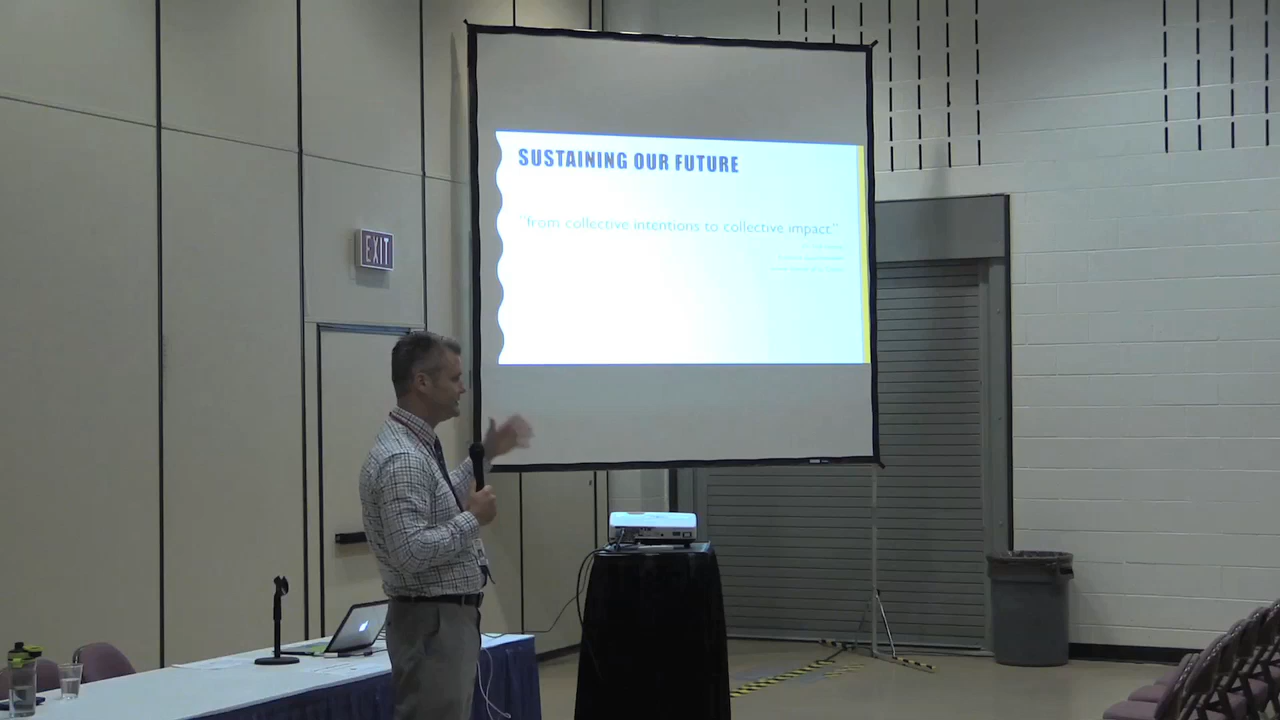 SUSTAINING OUR FUTURE
"from collective intentions to collective impact"
EXIT